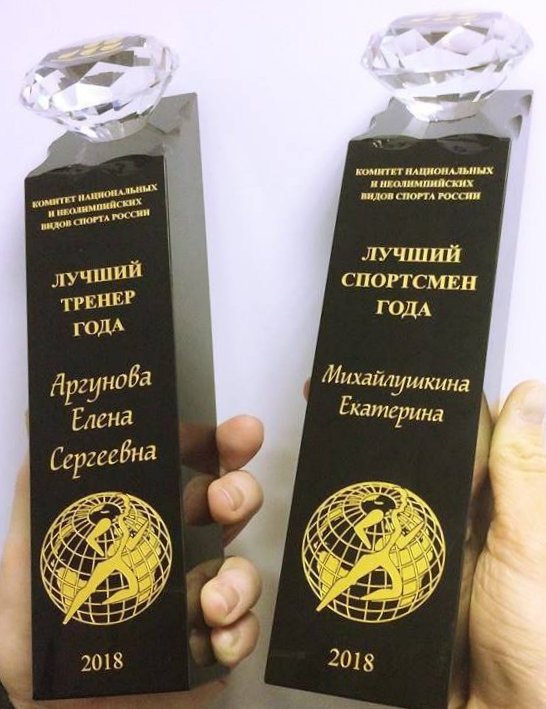 КОМИТЕТ НАЦИОНАЛЬНЫХ
И НЕОЛИМПИЙСКИХ
ВИДОВ СПОРТА РОССИИ
ЛУЧШИЙ
ТРЕНЕР
ГОДА
Аргунова
Елена
Сергеевна
2018
КОМИТЕТ НАЦИОНАЛЬНЫХ
И НЕОЛИМПИЙСКИХ
ВИДОВ СПОРТА РОССИИ
ЛУЧШИЙ
СПОРТСМЕН
ГОДА
Михайлушкина
Екатерина
2018